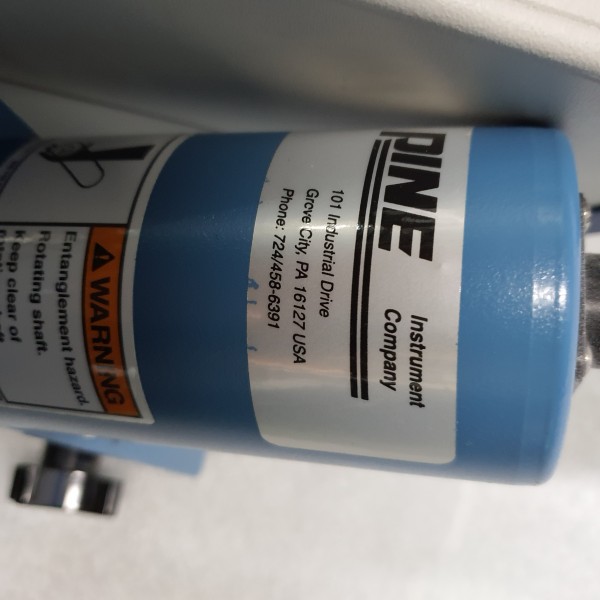 PINE
Instrument
Company
101 Industrial Drive
Grove City, PA 16127 USA
Phone: 724/458-6391
WARNING
Entanglement hazard.
Rotating shaft.
Keep clear of